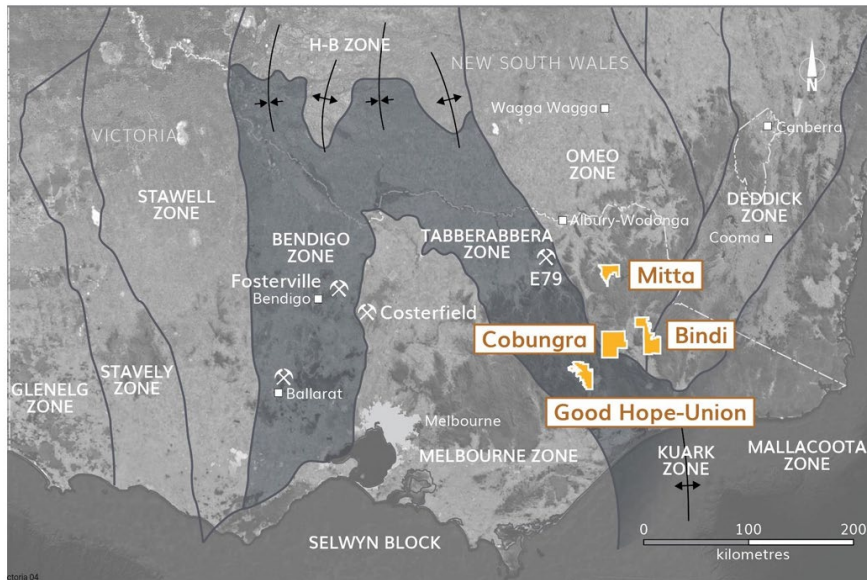 H-B ZONE
NEW SOUTH WALES
N
Wagga Wagga
Canberra
VICTORIA
OMEO
ZONE
STAWELL
ZONE
DEDDICK
ZONE
Albury-Wodonga
BENDIGO
ZONE
TABBERABBERA
ZONE
Cooma
E79
Mitta
Fosterville
Bendigo
Costerfield
Cobungra
Bindi
STAVELY
ZONE
GLENELG
ZONE
Ballarat
Good Hope-Union
Melbourne
MELBOURNE ZONE
KUARK
ZONE
MALLACOOTA
ZONE
SELWYN BLOCK
0 100 200
kilometres
ctoria 04